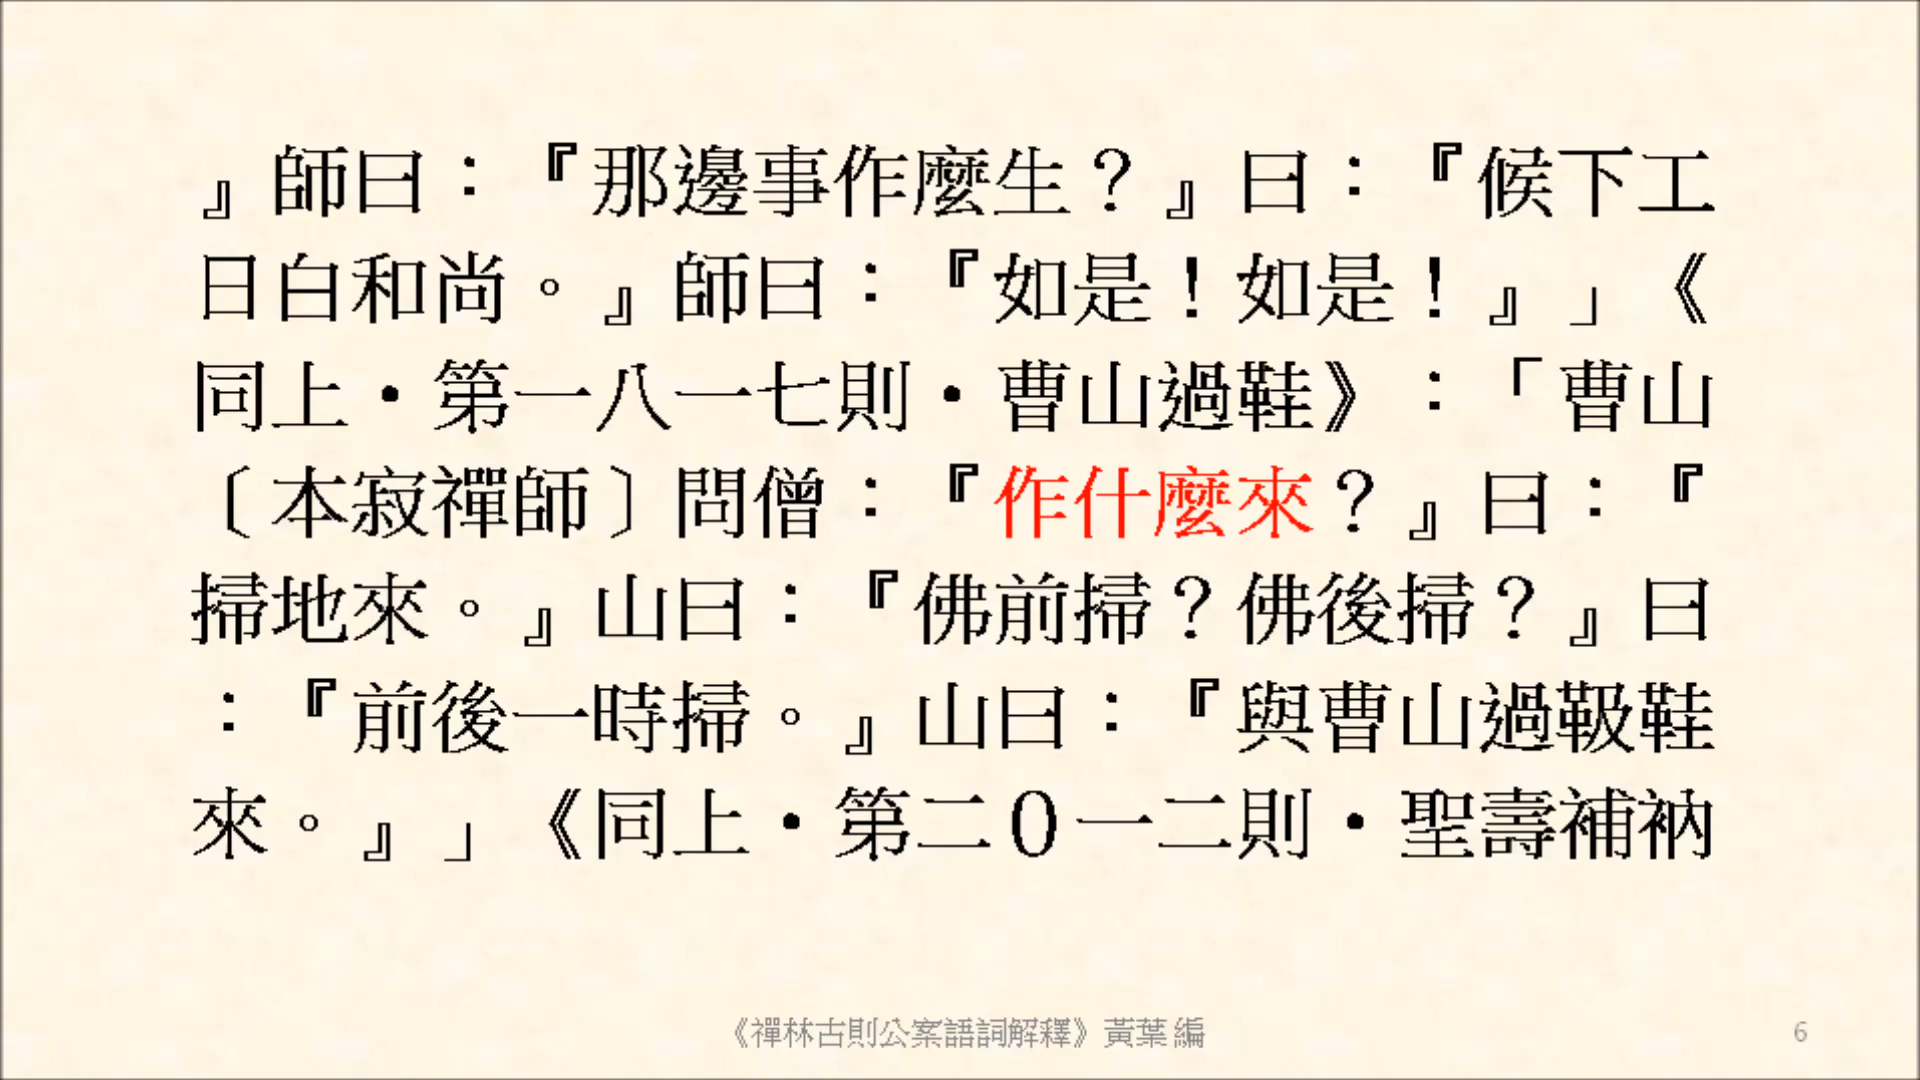 』師曰：『那邊事作麼生？』曰：『候下工
日白和尚。』師曰：『如是！如是！』」《
同上・第一八一七則・曹山過鞋》：「曹山
〔本寂禪師〕問僧：『作什麼來？』曰：『
掃地來。』山曰：『佛前掃？佛後掃？』曰
：『前後一時掃。』山曰：『與曹山過靸鞋
來。』」《同上・第二０一二則・聖壽補衲
《禪林古則公案語詞解釋》黃葉 編
6